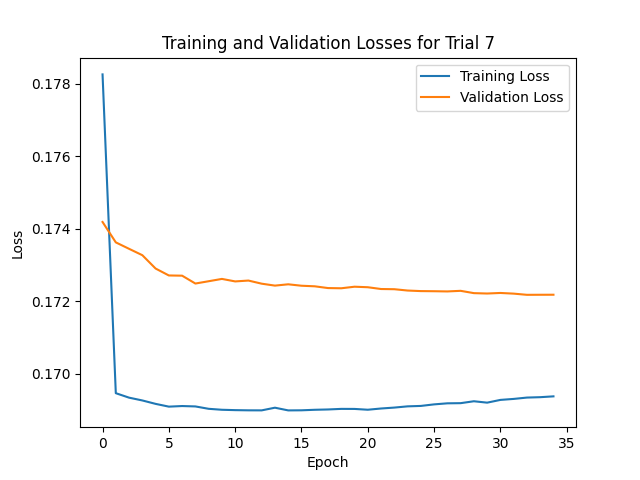 Training and Validation Losses for Trial 7
Training Loss
Validation Loss
Loss
0.178
0.176
0.174
0.172
0.170
0 5 10 15 20 25 30 35
Epoch